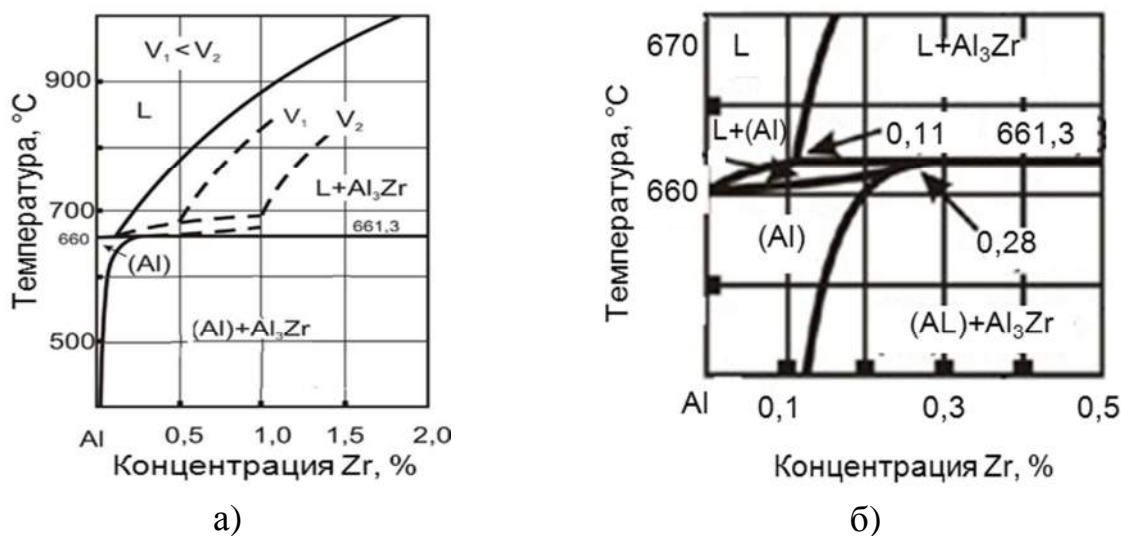 V₁ < V₂
900
L
V₁
V₂
L+Al₃Zr
700
660
661,3
(Al)
(Al)+Al₃Zr
500
Температура, °C
Al
0,5
1,0
1,5
2,0
Концентрация Zr, %
а)
670
L
L+Al₃Zr
L+(Al)
0,11
661,3
660
(Al)
0,28
(AL)+Al₃Zr
Температура, °C
Al
0,1
0,3
0,5
Концентрация Zr, %
б)